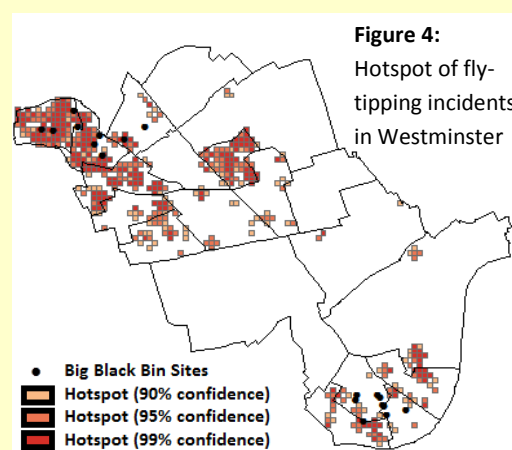 Figure 4:
Hotspot of fly-
tipping incidents
in Westminster
Big Black Bin Sites
Hotspot (90% confidence)
Hotspot (95% confidence)
Hotspot (99% confidence)